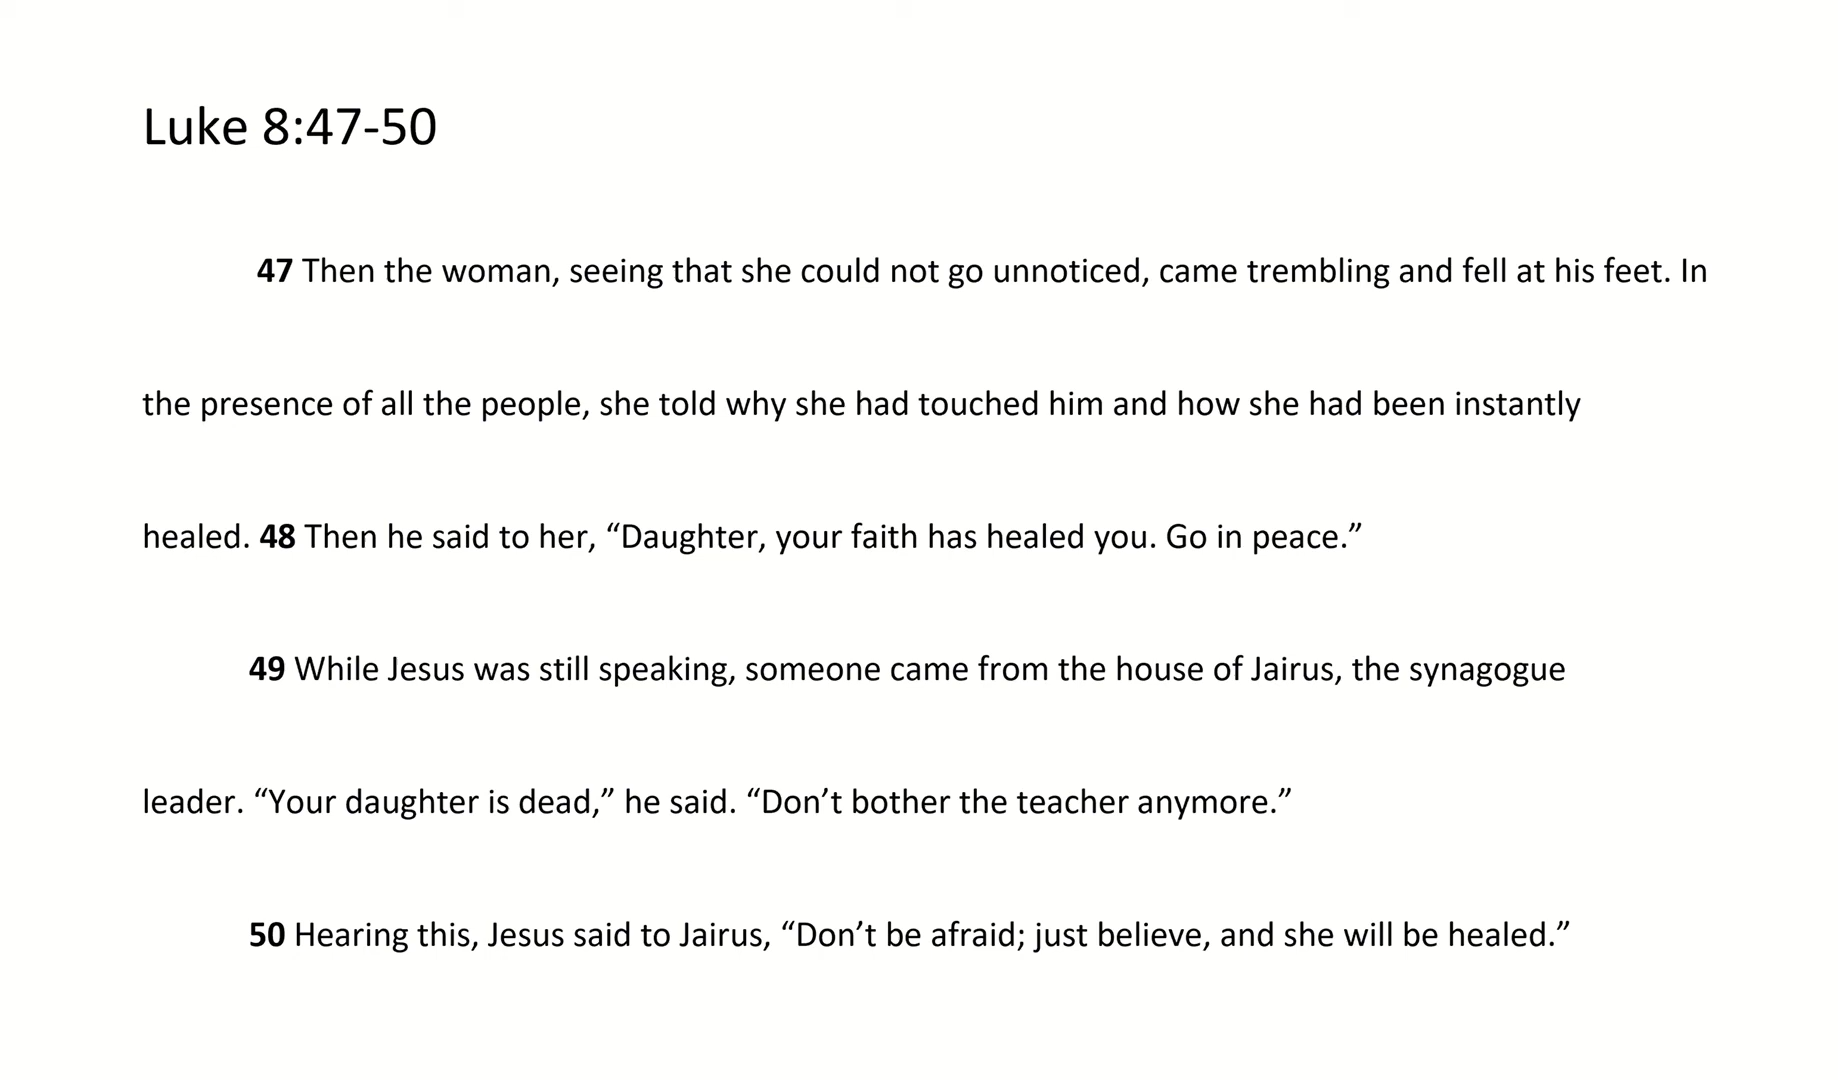 Luke 8:47-50
47 Then the woman, seeing that she could not go unnoticed, came trembling and fell at his feet. In
the presence of all the people, she told why she had touched him and how she had been instantly
healed. 48 Then he said to her, “Daughter, your faith has healed you. Go in peace.”
49 While Jesus was still speaking, someone came from the house of Jairus, the synagogue
leader. “Your daughter is dead,” he said. “Don’t bother the teacher anymore.”
50 Hearing this, Jesus said to Jairus, “Don’t be afraid; just believe, and she will be healed.”